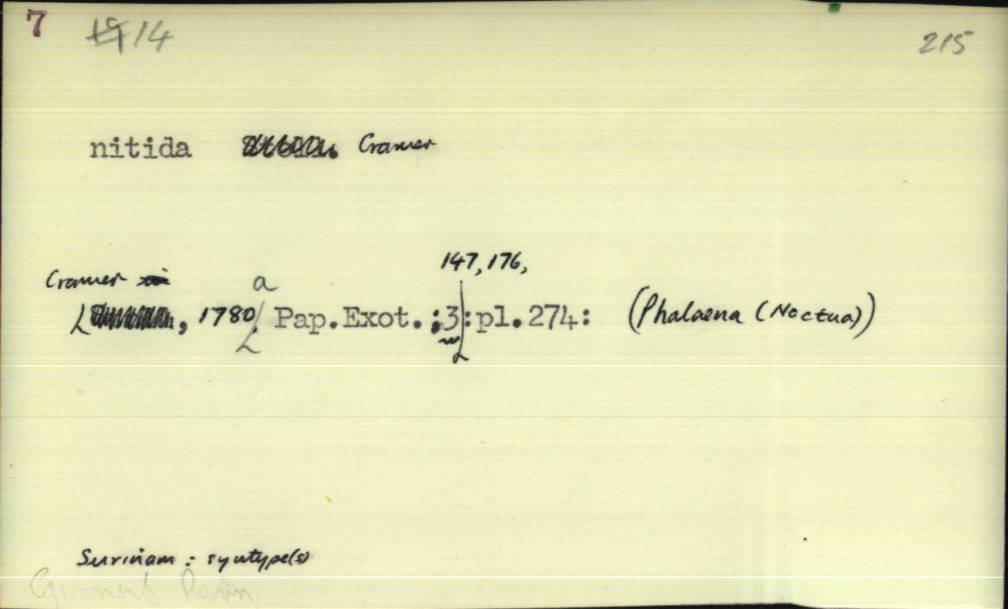 7 14 215
nitida Cramer
147, 176,
Cramer a
, 1780 Pap.Exot.;3:pl.274: (Phalaena (Noctua))
Surinam : syntype(s)